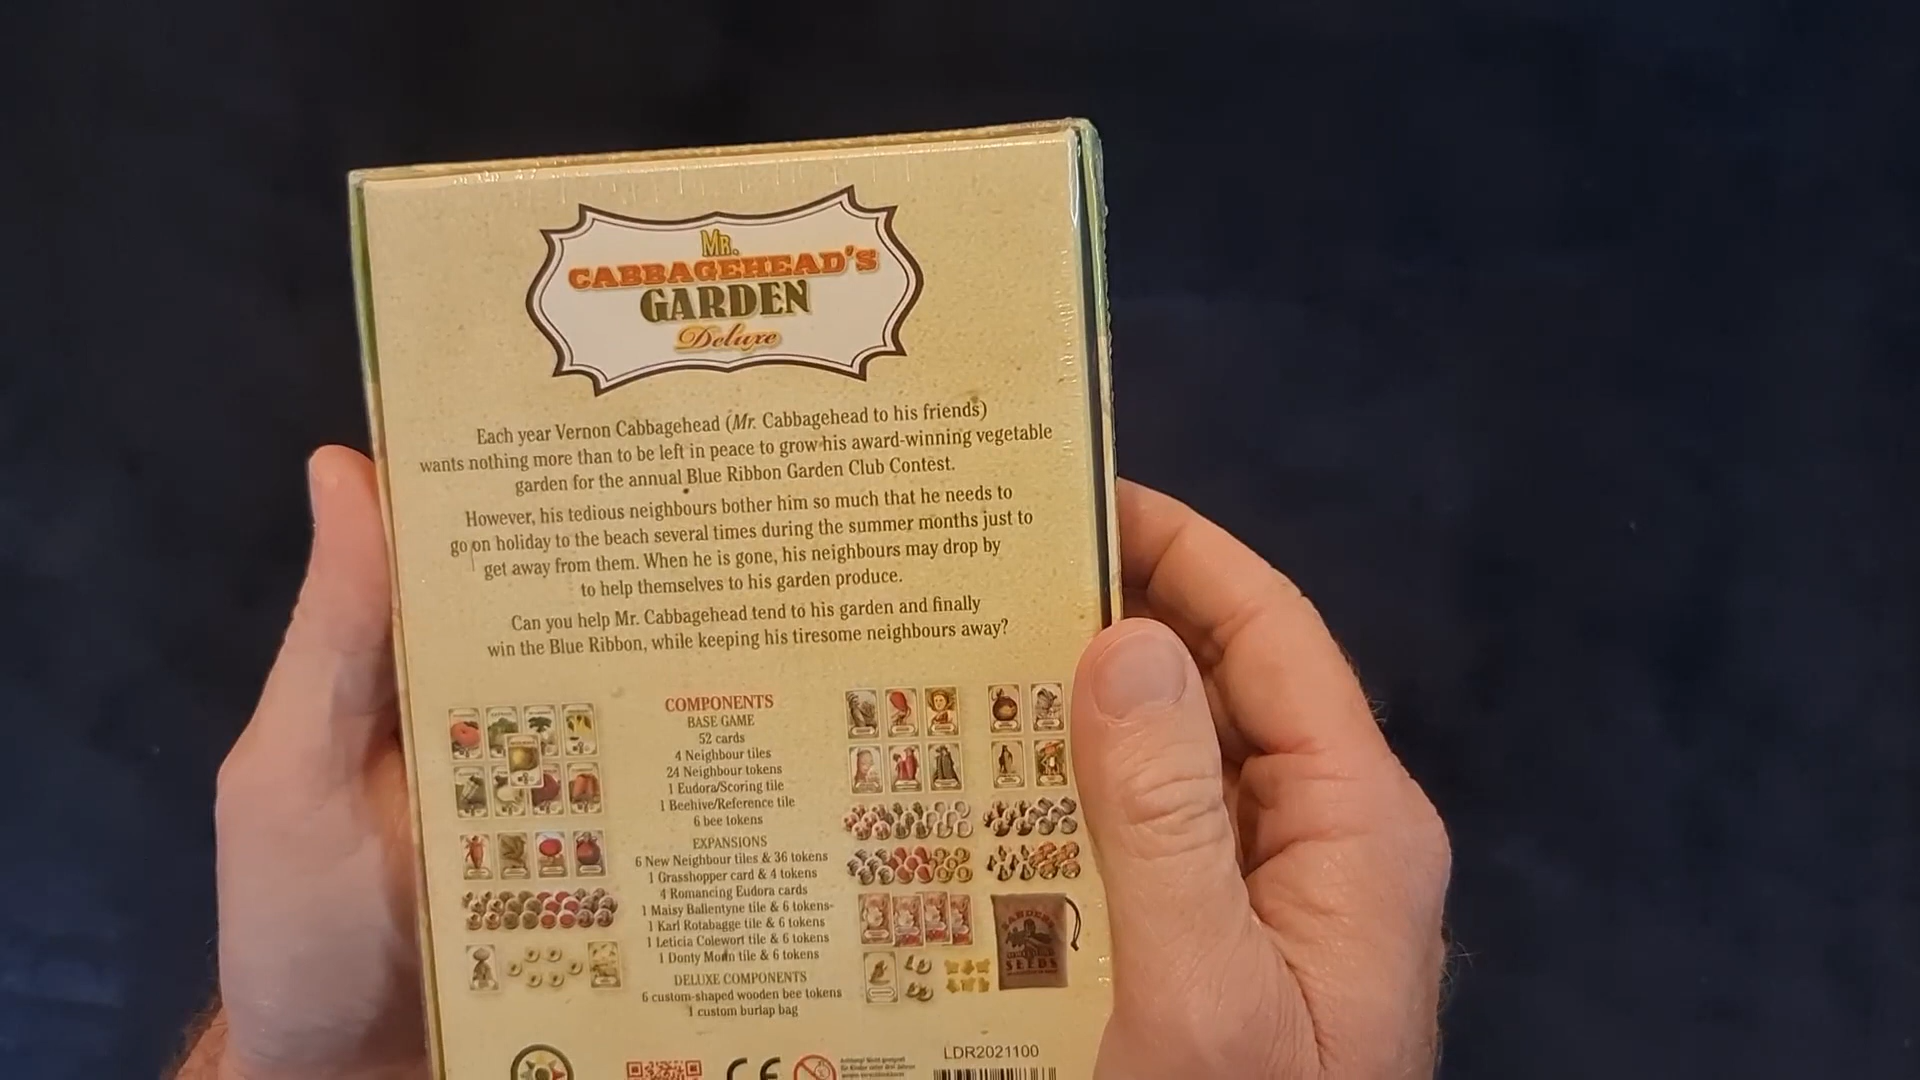 MR.
CABBAGEHEAD'S
GARDEN
Deluxe
Each year Vernon Cabbagehead (Mr. Cabbagehead to his friends)
wants nothing more than to be left in peace to grow his award-winning vegetable
garden for the annual Blue Ribbon Garden Club Contest.
However, his tedious neighbours bother him so much that he needs to
go on holiday to the beach several times during the summer months just to
get away from them. When he is gone, his neighbours may drop by
to help themselves to his garden produce.
Can you help Mr. Cabbagehead tend to his garden and finally
win the Blue Ribbon, while keeping his tiresome neighbours away?
COMPONENTS
BASE GAME
52 cards
4 Neighbour tiles
24 Neighbour tokens
1 Eudora/Scoring tile
1 Beehive/Reference tile
6 bee tokens
EXPANSIONS
6 New Neighbour tiles & 36 tokens
1 Grasshopper card & 4 tokens
4 Romancing Eudora cards
1 Maisy Ballentyne tile & 6 tokens
1 Karl Rotabagge tile & 6 tokens
1 Leticia Colewort tile & 6 tokens
1 Donty Moin tile & 6 tokens
DELUXE COMPONENTS
6 custom-shaped wooden bee tokens
1 custom burlap bag
SEEDS
CE
LDR2021100